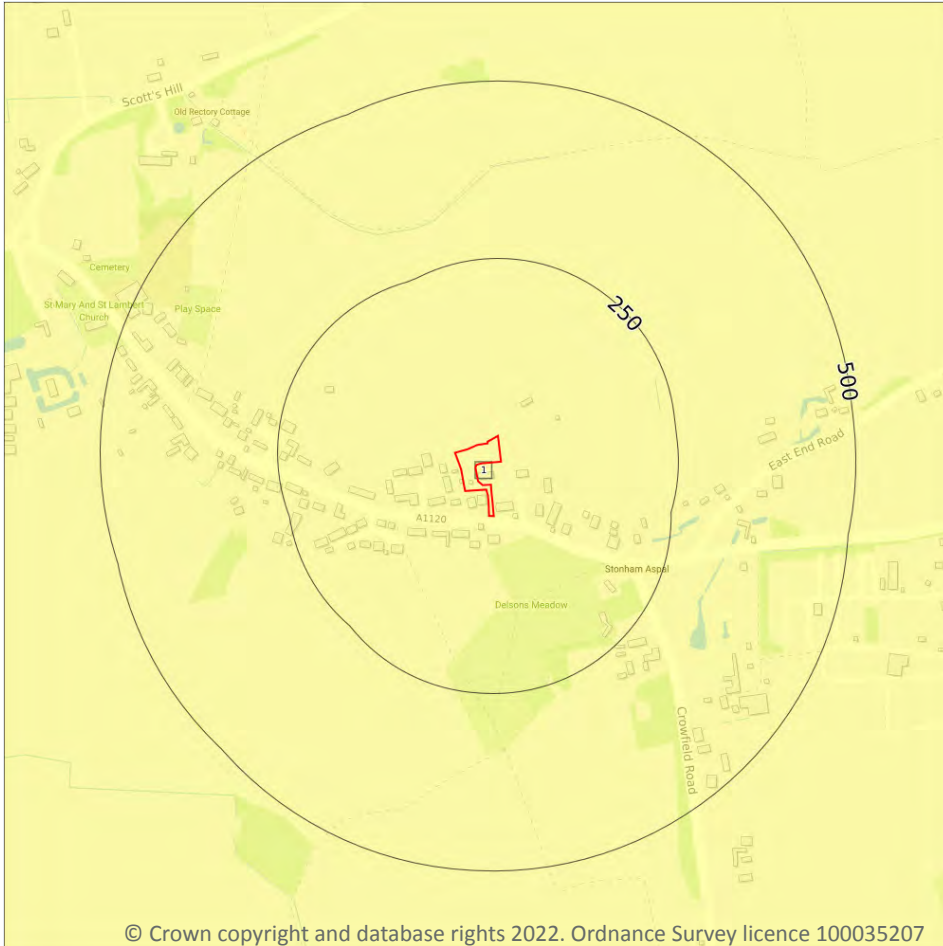 Scott's Hill
Old Rectory Cottage
Cemetery
St Mary And St Lambert
Church
Play Space
250
500
East End Road
1
A1120
Stonham Aspal
Delsons Meadow
Crowfield Road
© Crown copyright and database rights 2022. Ordnance Survey licence 100035207